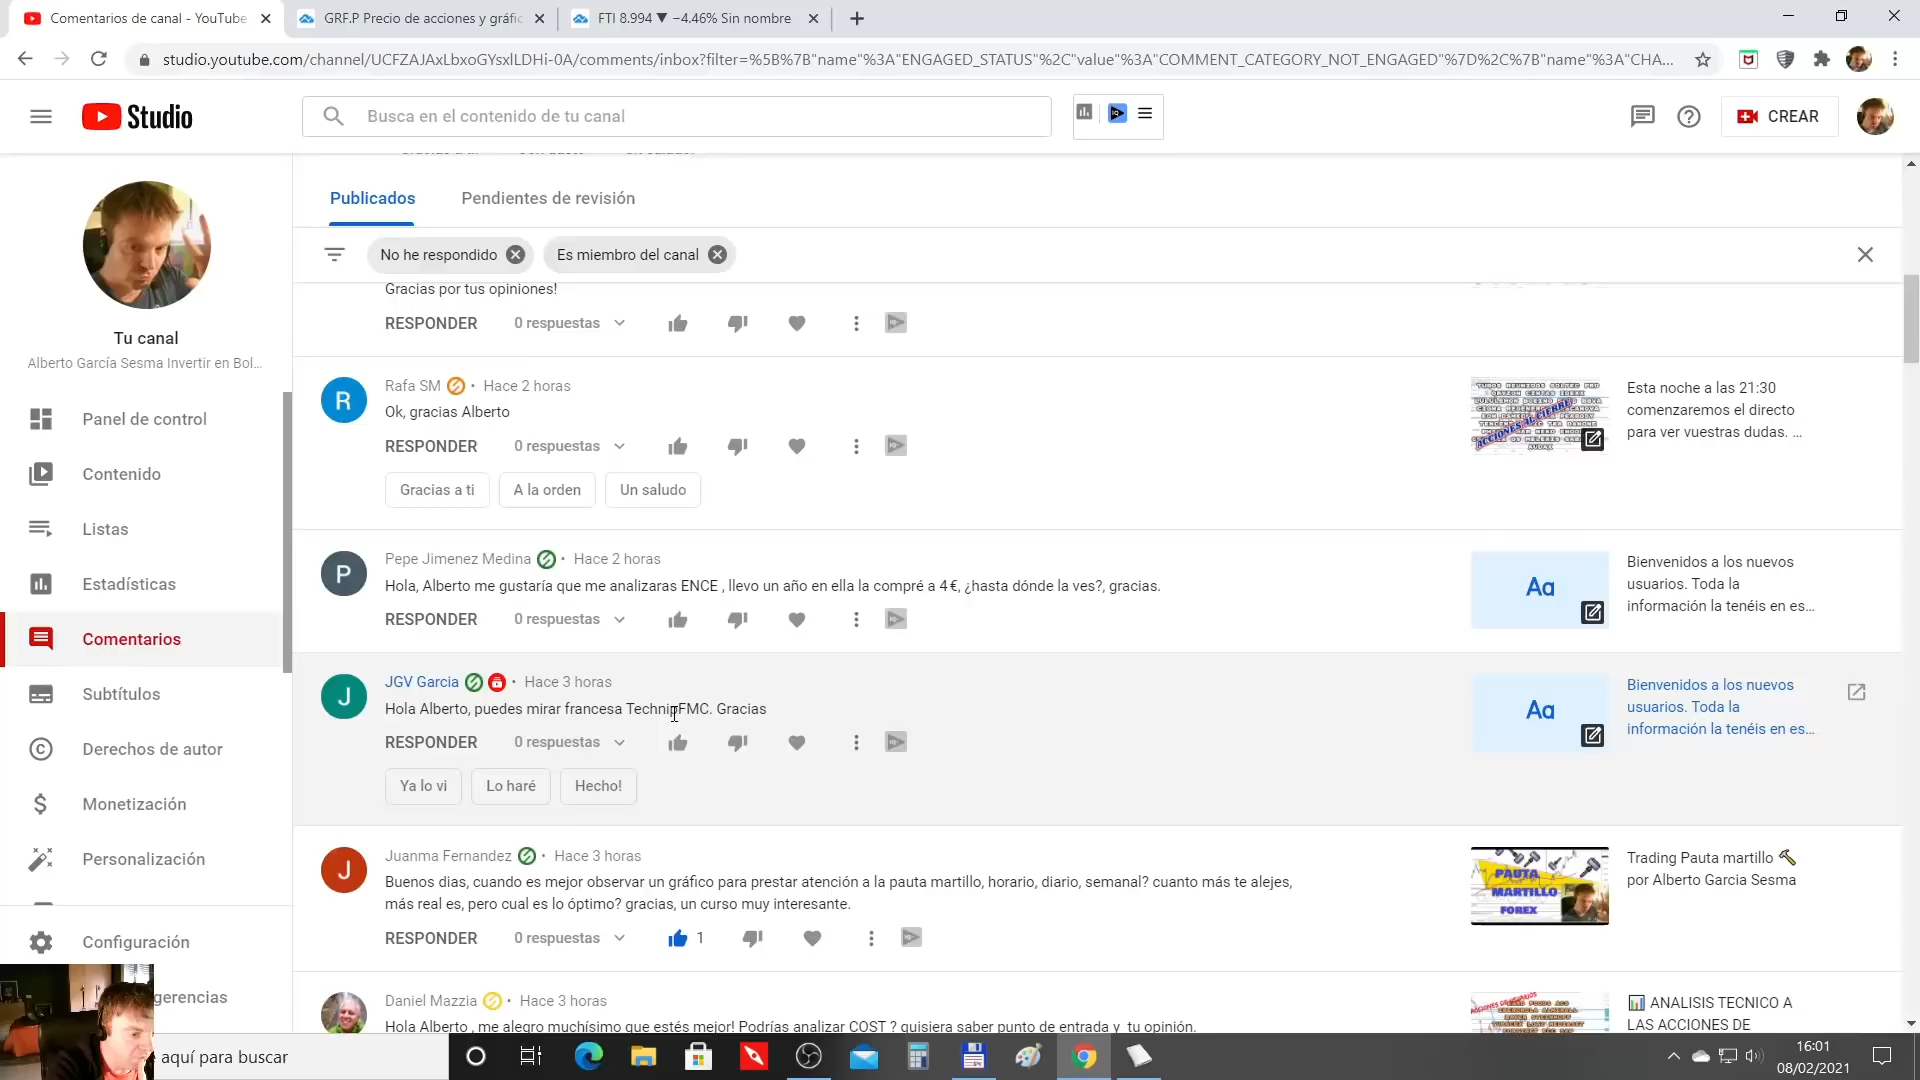 Comentarios de canal - YouTube
GRF.P Precio de acciones y gráfic
FTI 8.994 ▼ −4.46% Sin nombre
studio.youtube.com/channel/UCFZAJAxLbxoGYsxlLDHi-0A/comments/inbox?filter=%5B%7B"name"%3A"ENGAGED_STATUS"%2C"value"%3A"COMMENT_CATEGORY_NOT_ENGAGED"%7D%2C%7B"name"%3A"CHA...
Studio
Busca en el contenido de tu canal
CREAR
Publicados
Pendientes de revisión
No he respondido
Es miembro del canal
Tu canal
Alberto García Sesma Invertir en Bol...
Panel de control
Contenido
Listas
Estadísticas
Comentarios
Subtítulos
Derechos de autor
Monetización
Personalización
Configuración
gerencias
Gracias por tus opiniones!
RESPONDER 0 respuestas
Rafa SM • Hace 2 horas
Ok, gracias Alberto
RESPONDER 0 respuestas
Gracias a ti
A la orden
Un saludo
Esta noche a las 21:30
comenzaremos el directo
para ver vuestras dudas. ...
ACCIONES AL CIERRE
Pepe Jimenez Medina • Hace 2 horas
Hola, Alberto me gustaría que me analizaras ENCE , llevo un año en ella la compré a 4€, ¿hasta dónde la ves?, gracias.
RESPONDER 0 respuestas
Aa
Bienvenidos a los nuevos
usuarios. Toda la
información la tenéis en es...
JGV Garcia • Hace 3 horas
Hola Alberto, puedes mirar francesa TechnipFMC. Gracias
RESPONDER 0 respuestas
Ya lo vi
Lo haré
Hecho!
Aa
Bienvenidos a los nuevos
usuarios. Toda la
información la tenéis en es...
Juanma Fernandez • Hace 3 horas
Buenos dias, cuando es mejor observar un gráfico para prestar atención a la pauta martillo, horario, diario, semanal? cuanto más te alejes,
más real es, pero cual es lo óptimo? gracias, un curso muy interesante.
RESPONDER 0 respuestas 1
PAUTA
MARTILLO
FOREX
Trading Pauta martillo
por Alberto Garcia Sesma
Daniel Mazzia • Hace 3 horas
Hola Alberto , me alegro muchísimo que estés mejor! Podrías analizar COST ? quisiera saber punto de entrada y tu opinión.
ANALISIS TECNICO A
LAS ACCIONES DE
aquí para buscar
16:01
08/02/2021